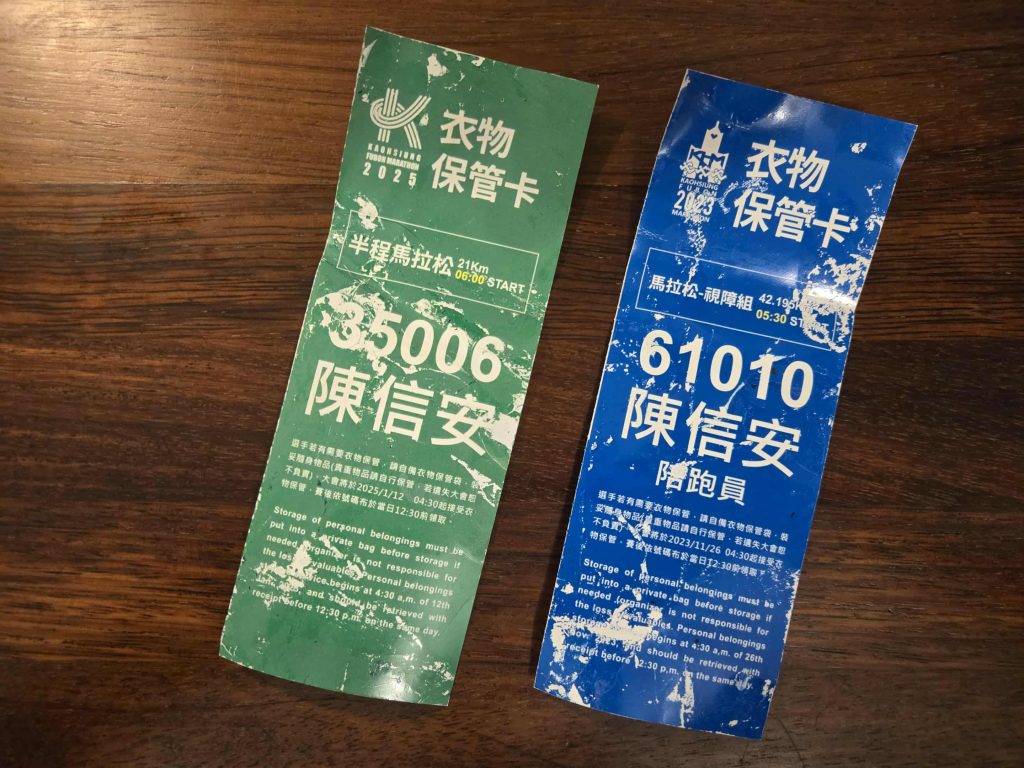 KAOHSIUNG
FUBON MARATHON
2025
衣物
保管卡
半程馬拉松 21Km
06:00 START
35006
陳信安
選手若有需要衣物保管，請自備衣物保管袋，裝
妥隨身物品(貴重物品請自行保管，若遺失大會恕
不負責)，大會將於2025/1/12 04:30起接受衣
物保管，賽後依號碼布於當日12:30前領取。
Storage of personal belongings must be
put into a private bag before storage if
needed (organizer is not responsible for
the loss valuables. Personal belongings
service begins at 4:30 a.m. of 12th
Jan. and should be retrieved with
receipt before 12:30 p.m. on the same day.
KAOHSIUNG
FUBON
2023
MARATHON
衣物
保管卡
馬拉松-視障組 42.195
05:30
61010
陳信安
陪跑員
選手若有需要衣物保管，請自備衣物保管袋，裝
妥隨身物品(貴重物品請自行保管，若遺失大會恕
不負責)，將於2023/11/26 04:30起接受衣
物保管，賽後依號碼布於當日12:30前領取。
Storage of personal belongings must be
put into a private bag before storage if
needed (organizer is not responsible for
the loss valuables. Personal belongings
begins at 4:30 a.m. of 26th
and should be retrieved with
receipt before 12:30 p.m. on the same day.